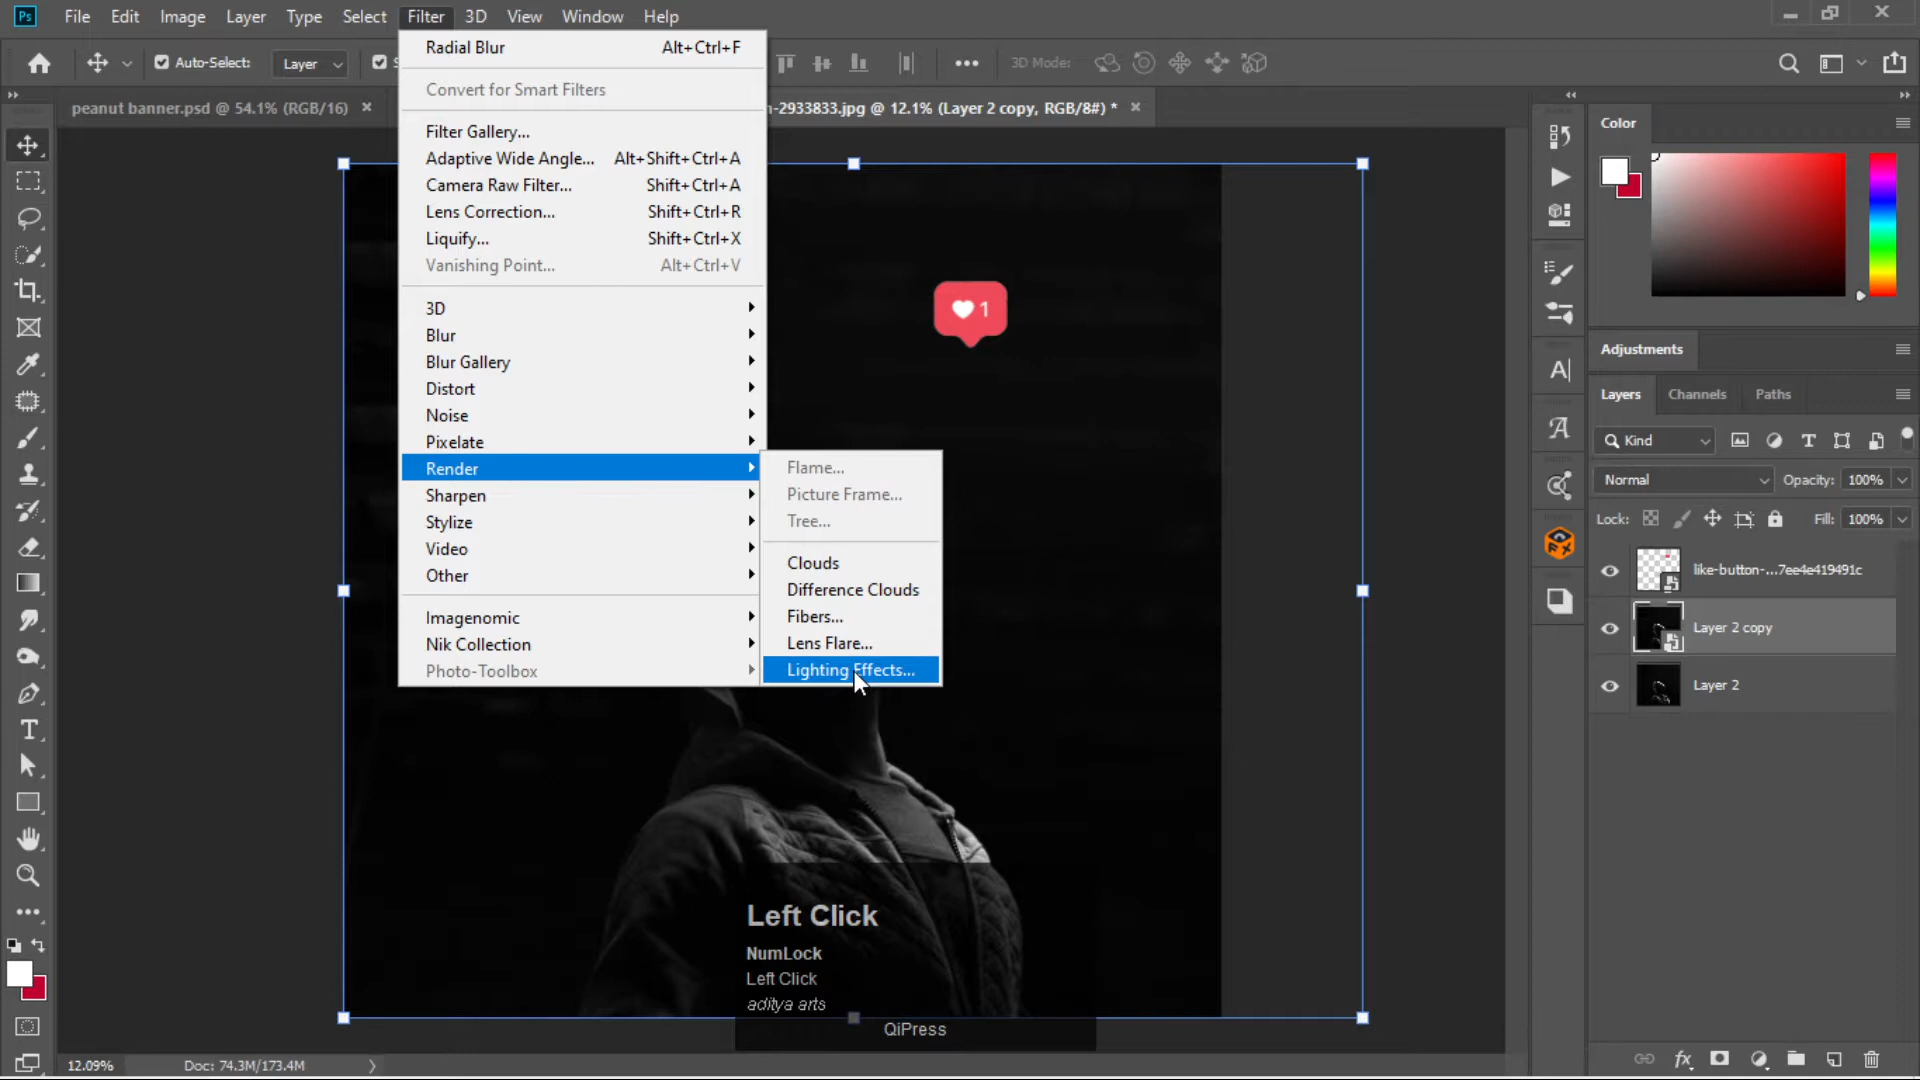 Ps File Edit Image Layer Type Select Filter 3D View Window Help
Auto-Select: Layer 3D Mode:
peanut banner.psd @ 54.1% (RGB/16) × n-2933833.jpg @ 12.1% (Layer 2 copy, RGB/8#) * ×
Radial Blur Alt+Ctrl+F
Convert for Smart Filters
Filter Gallery...
Adaptive Wide Angle... Alt+Shift+Ctrl+A
Camera Raw Filter... Shift+Ctrl+A
Lens Correction... Shift+Ctrl+R
Liquify... Shift+Ctrl+X
Vanishing Point... Alt+Ctrl+V
3D
Blur
Blur Gallery
Distort
Noise
Pixelate
Render
Sharpen
Stylize
Video
Other
Imagenomic
Nik Collection
Photo-Toolbox
Flame...
Picture Frame...
Tree...
Clouds
Difference Clouds
Fibers...
Lens Flare...
Lighting Effects...
1
Left Click
NumLock
Left Click
aditya arts
QiPress
Color
Adjustments
Layers Channels Paths
Kind
Normal Opacity: 100%
Lock: Fill: 100%
like-button-...7ee4e419491c
Layer 2 copy
Layer 2
fx
12.09% Doc: 74.3M/173.4M